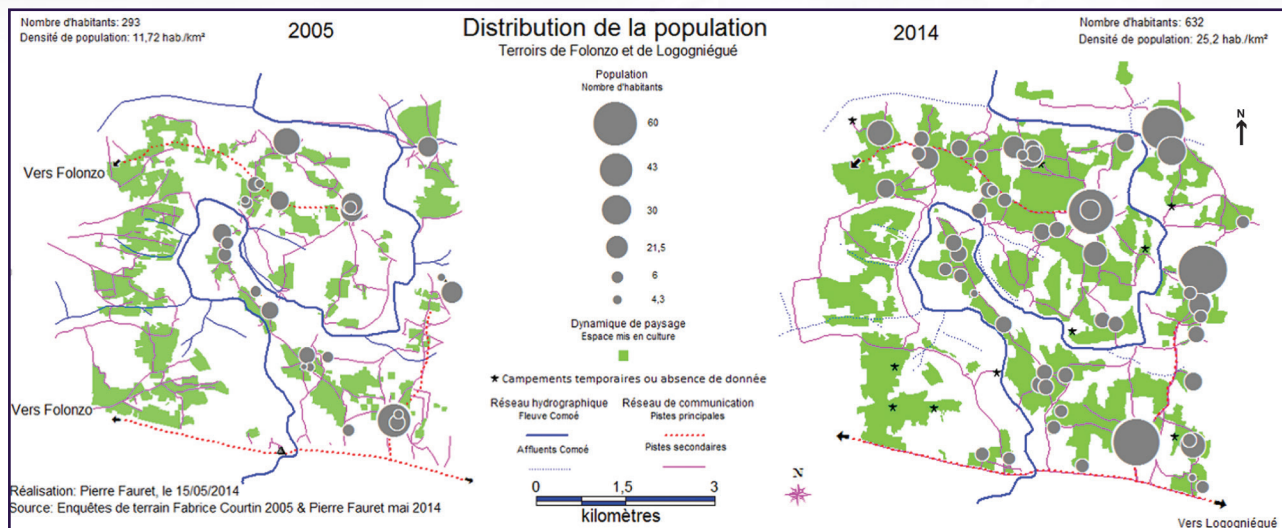 Nombre d'habitants: 293
Densité de population: 11,72 hab./km²
2005
Distribution de la population
Terroirs de Folonzo et de Logogniégué
2014
Nombre d'habitants: 632
Densité de population: 25,2 hab./km²
Population
Nombre d'habitants
60
43
30
21,5
6
4,3
Vers Folonzo
N
Dynamique de paysage
Espace mis en culture
Campements temporaires ou absence de donnée
Réseau hydrographique
Fleuve Comoé
Réseau de communication
Pistes principales
Affluents Comoé
Pistes secondaires
Vers Folonzo
0 1,5 3
kilomètres
N
Réalisation: Pierre Fauret, le 15/05/2014
Source: Enquêtes de terrain Fabrice Courtin 2005 & Pierre Fauret mai 2014
Vers Logogniégué